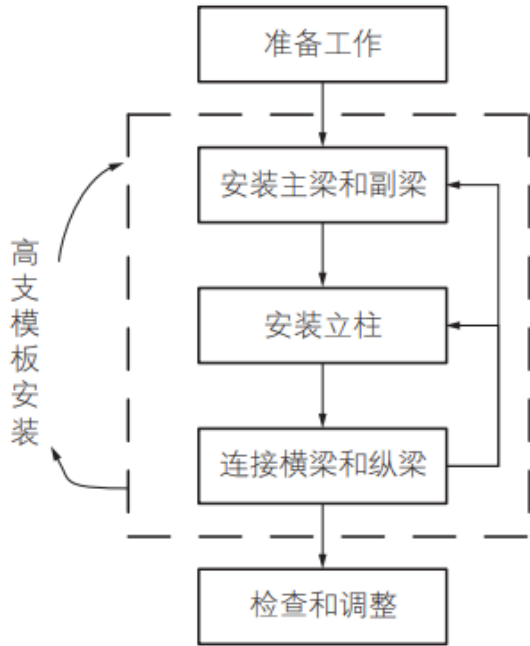 准备工作
安装主梁和副梁
安装立柱
连接横梁和纵梁
检查和调整
高支模板安装